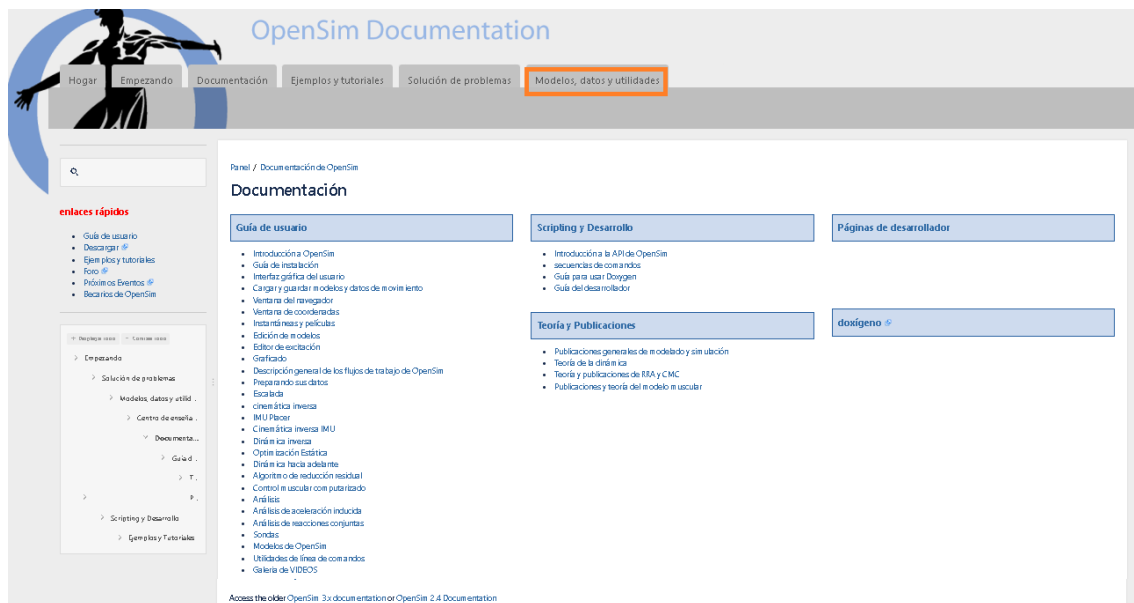 OpenSim Documentation
Hogar Empezando Documentación Ejemplos y tutoriales Solución de problemas Modelos, datos y utilidades
Panel / Documentación de OpenSim
Documentación
enlaces rápidos
Guía de usuario
Descargar
Ejemplos y tutoriales
Foro
Próximos Eventos
Becarios de OpenSim
Empezando
Solución de problemas
Modelos, datos y utilid..
Centro de enseña..
Documenta...
Guía d..
T..
P..
Scripting y Desarrollo
Ejemplos y Tutoriales
Guía de usuario
Introducción a OpenSim
Guía de instalación
Interfaz gráfica del usuario
Cargar y guardar modelos y datos de movimiento
Ventana del navegador
Ventana de coordenadas
Instantáneas y películas
Edición de modelos
Editor de excitación
Graficado
Descripción general de los flujos de trabajo de OpenSim
Preparando sus datos
Escalada
cinemática inversa
IMU Placer
Cinemática inversa IMU
Dinámica inversa
Optimización Estática
Dinámica hacia adelante
Algoritmo de reducción residual
Control muscular computarizado
Análisis
Análisis de aceleración inducida
Análisis de reacciones conjuntas
Sondas
Modelos de OpenSim
Utilidades de línea de comandos
Galería de VIDEOS
Scripting y Desarrollo
Introducción a la API de OpenSim
secuencias de comandos
Guía para usar Doxygen
Guía del desarrollador
Teoría y Publicaciones
Publicaciones generales de modelado y simulación
Teoría de la dinámica
Teoría y publicaciones de RRA y CMC
Publicaciones y teoría del modelo muscular
Páginas de desarrollador
doxígeno
Access the older OpenSim 3.x documentation or OpenSim 2.4 Documentation